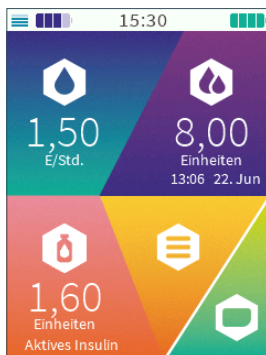 15:30
1,50
E/Std.
8,00
Einheiten
13:06 22. Jun
1,60
Einheiten
Aktives Insulin